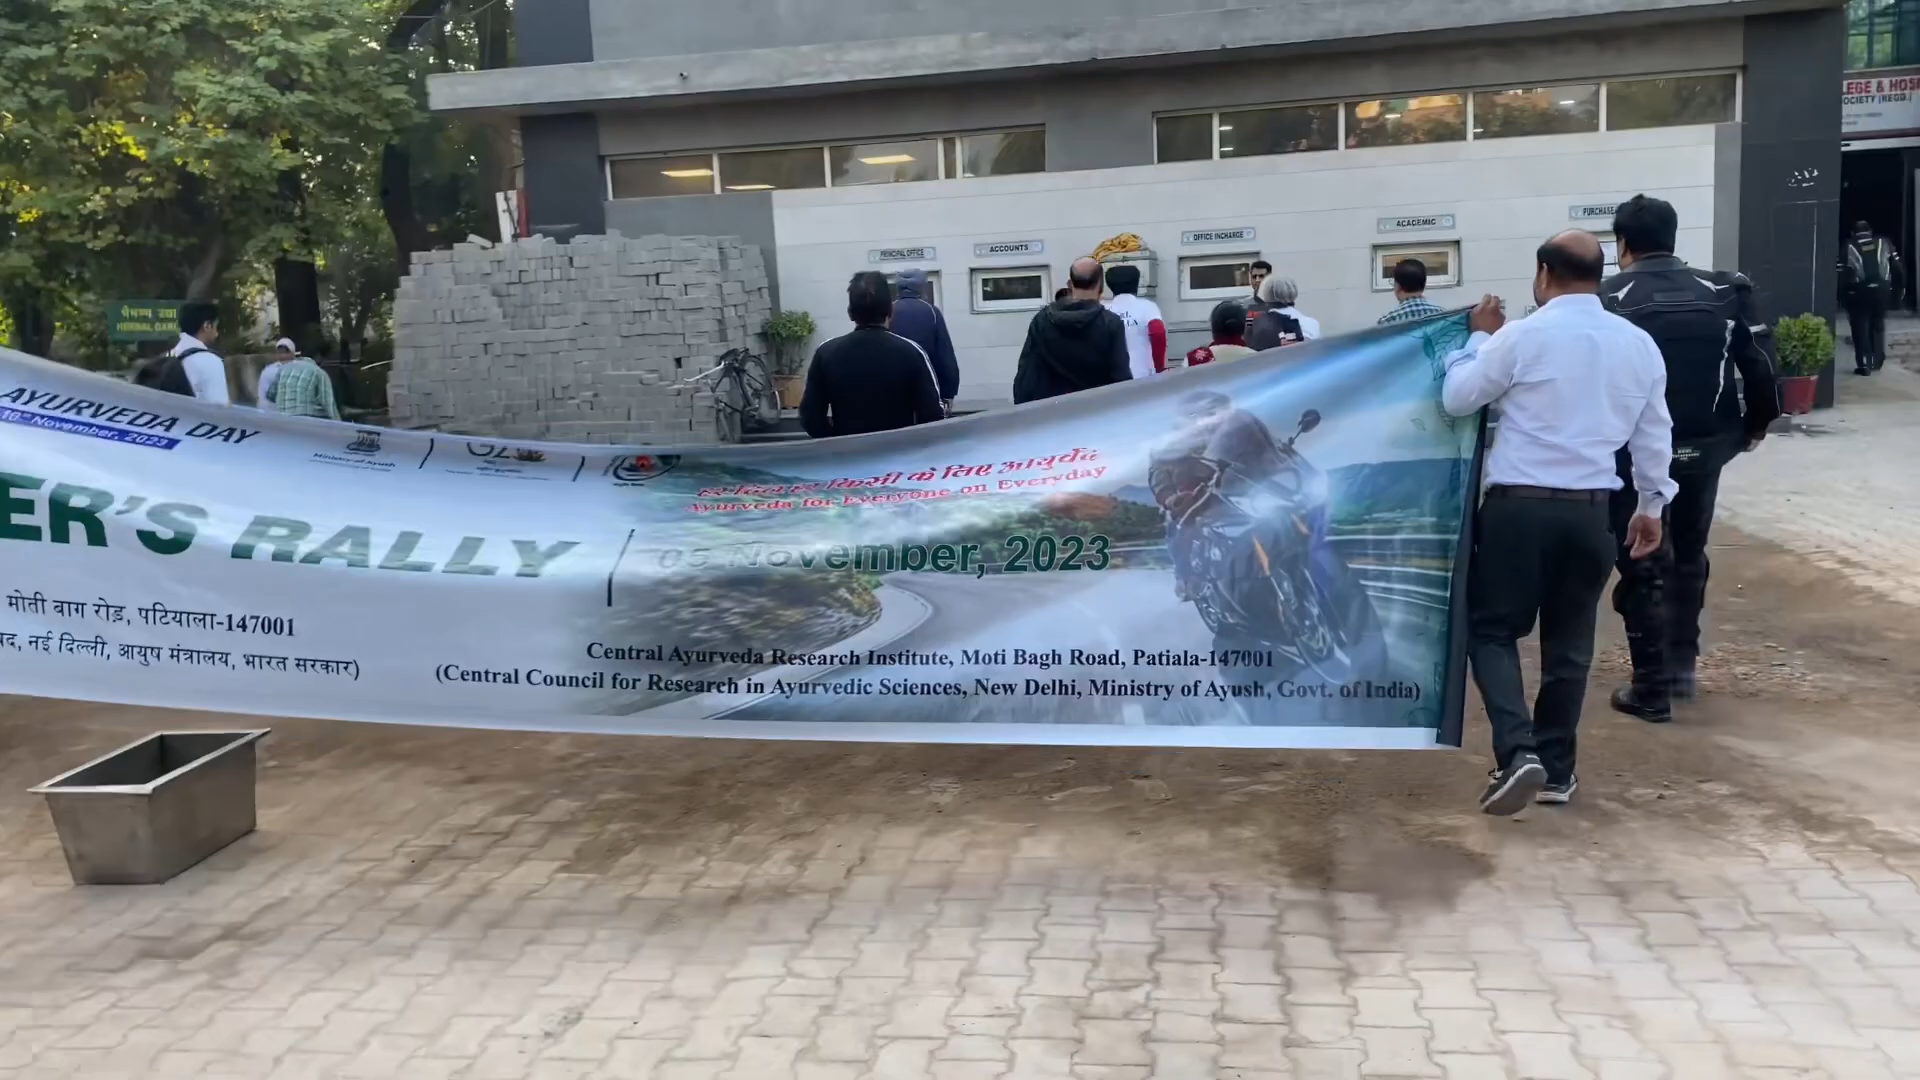 LEGE & HOS
OCIETY (REGD.)
PURCHASE
ACADEMIC
OFFICE INCHARGE
ACCOUNTS
PRINCIPAL OFFICE
AYURVEDA DAY
10th November, 2023
Ministry of Ayush
हर दिन हर किसी के लिए आयुर्वेद
Ayurveda for Everyone on Everyday
ER'S RALLY
05 November, 2023
मोती बाग रोड़, पटियाला-147001
नई दिल्ली, आयुष मंत्रालय, भारत सरकार)
Central Ayurveda Research Institute, Moti Bagh Road, Patiala-147001
(Central Council for Research in Ayurvedic Sciences, New Delhi, Ministry of Ayush, Govt. of India)